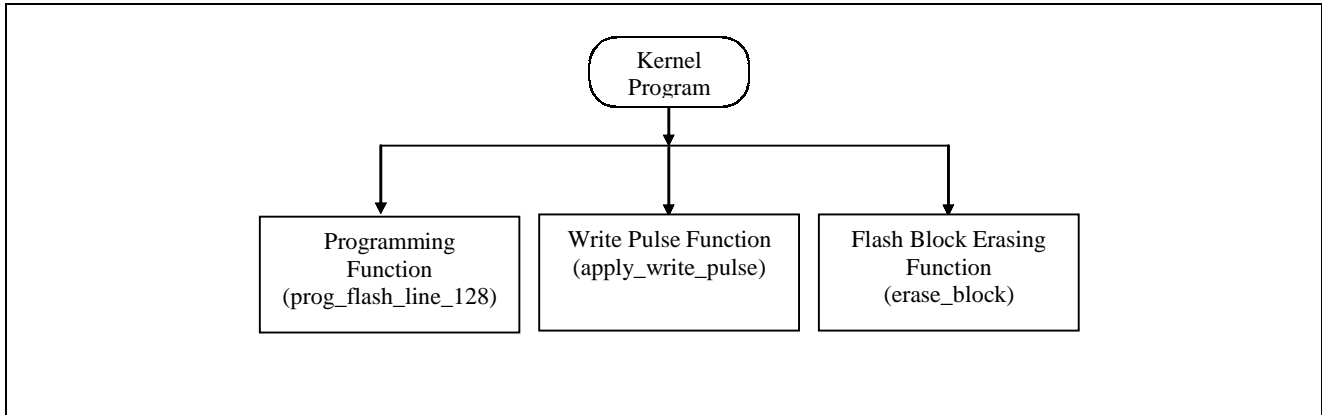 Kernel
Program
Programming
Function
(prog_flash_line_128)
Write Pulse Function
(apply_write_pulse)
Flash Block Erasing
Function
(erase_block)